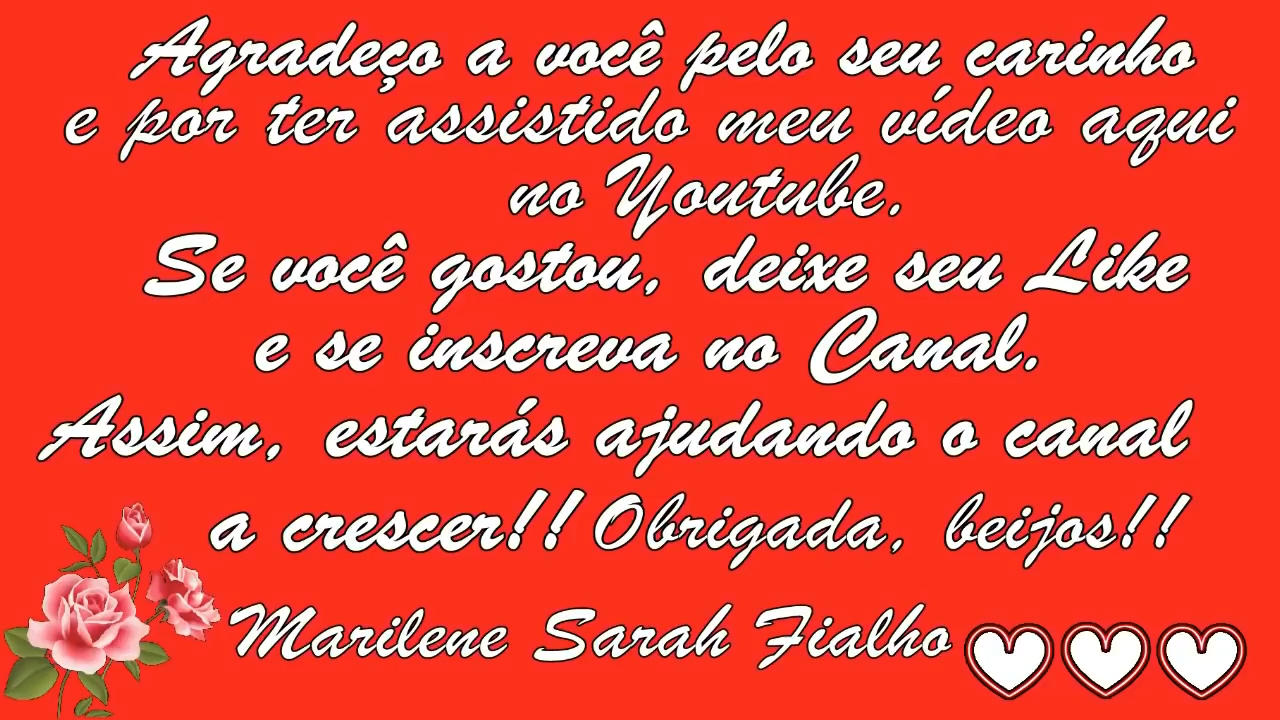 Agradeço a você pelo seu carinho
e por ter assistido meu vídeo aqui
no Youtube.
Se você gostou, deixe seu Like
e se inscreva no Canal.
Assim, estarás ajudando o canal
a crescer!! Obrigada, beijos!!
Marilene Sarah Fialho